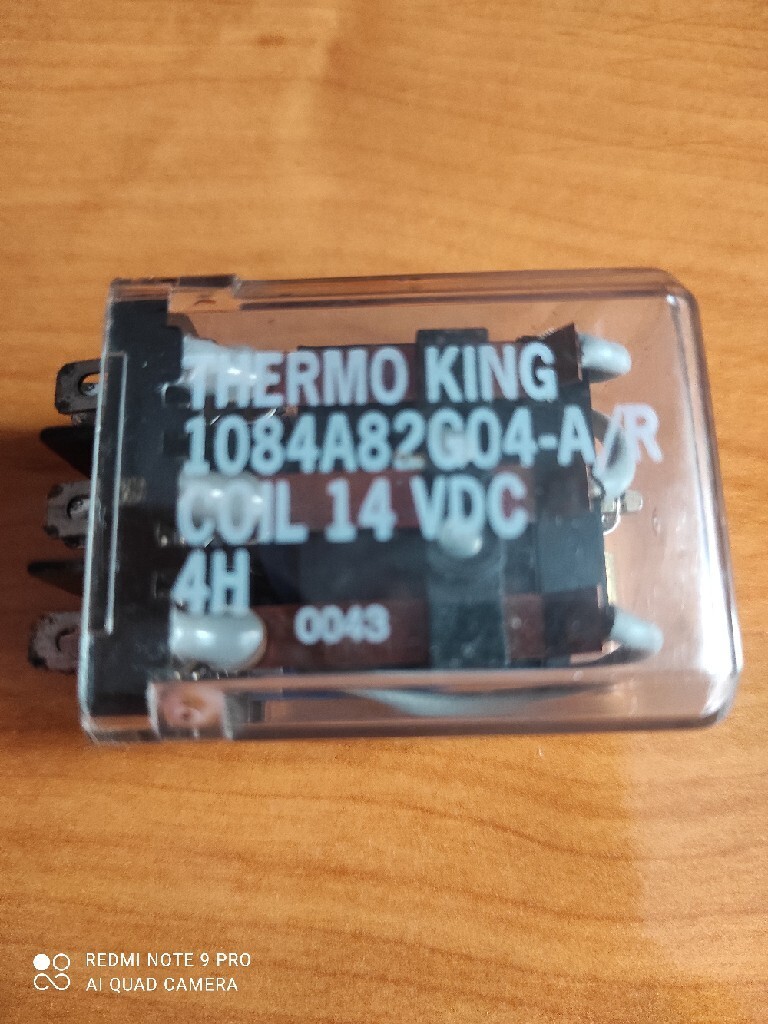 THERMO KING
1084A82G04-A/R
COIL 14 VDC
4H
0043
REDMI NOTE 9 PRO
AI QUAD CAMERA